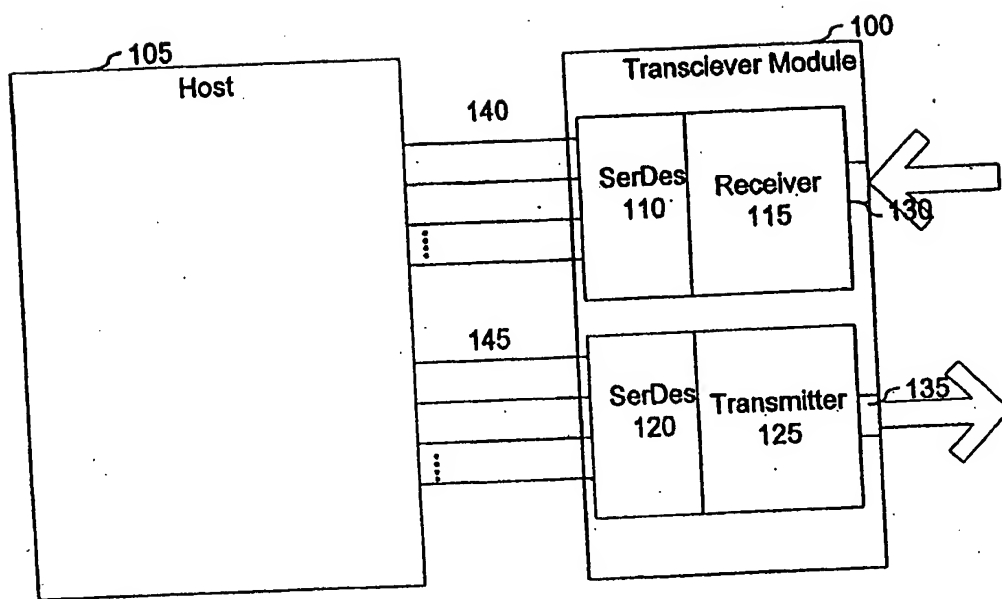 105
Host
100
Transciever Module
140
SerDes
110
Receiver
115
130
145
SerDes
120
Transmitter
125
135